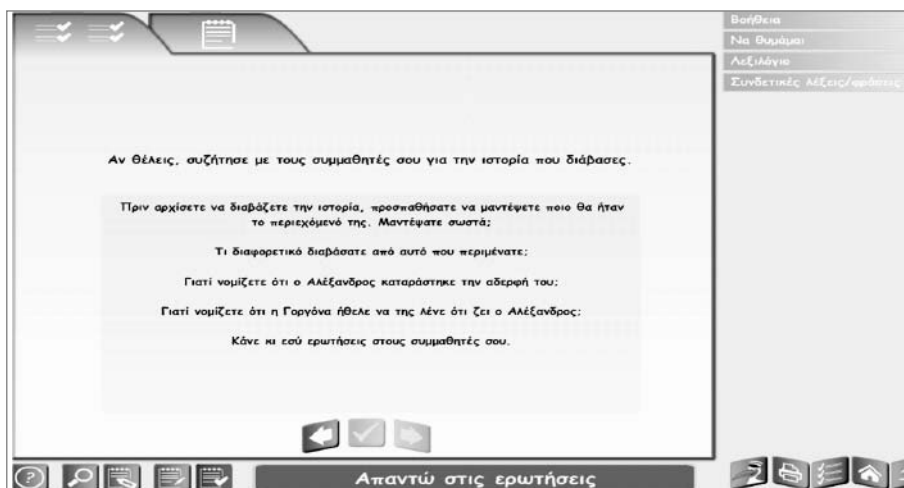 Βοήθεια
Να θυμάμαι
Λεξιλόγιο
Συνδετικές λέξεις/φράσεις
Αν θέλεις, συζήτησε με τους συμμαθητές σου για την ιστορία που διάβασες.
Πριν αρχίσετε να διαβάζετε την ιστορία, προσπαθήσατε να μαντέψετε ποιο θα ήταν
το περιεχόμενό της. Μαντέψατε σωστά;
Τι διαφορετικό διαβάσατε από αυτό που περιμένατε;
Γιατί νομίζετε ότι ο Αλέξανδρος καταράστηκε την αδερφή του;
Γιατί νομίζετε ότι η Γοργόνα ήθελε να της λένε ότι ζει ο Αλέξανδρος;
Κάνε κι εσύ ερωτήσεις στους συμμαθητές σου.
Απαντώ στις ερωτήσεις